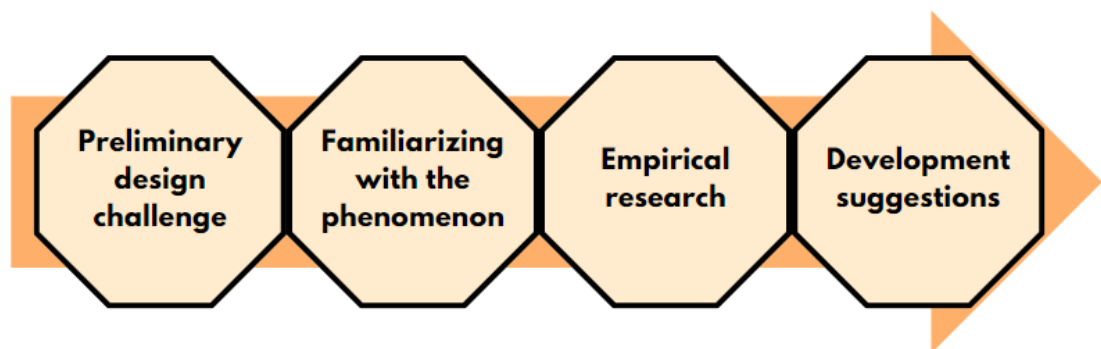 Preliminary
design
challenge
Familiarizing
with the
phenomenon
Empirical
research
Development
suggestions